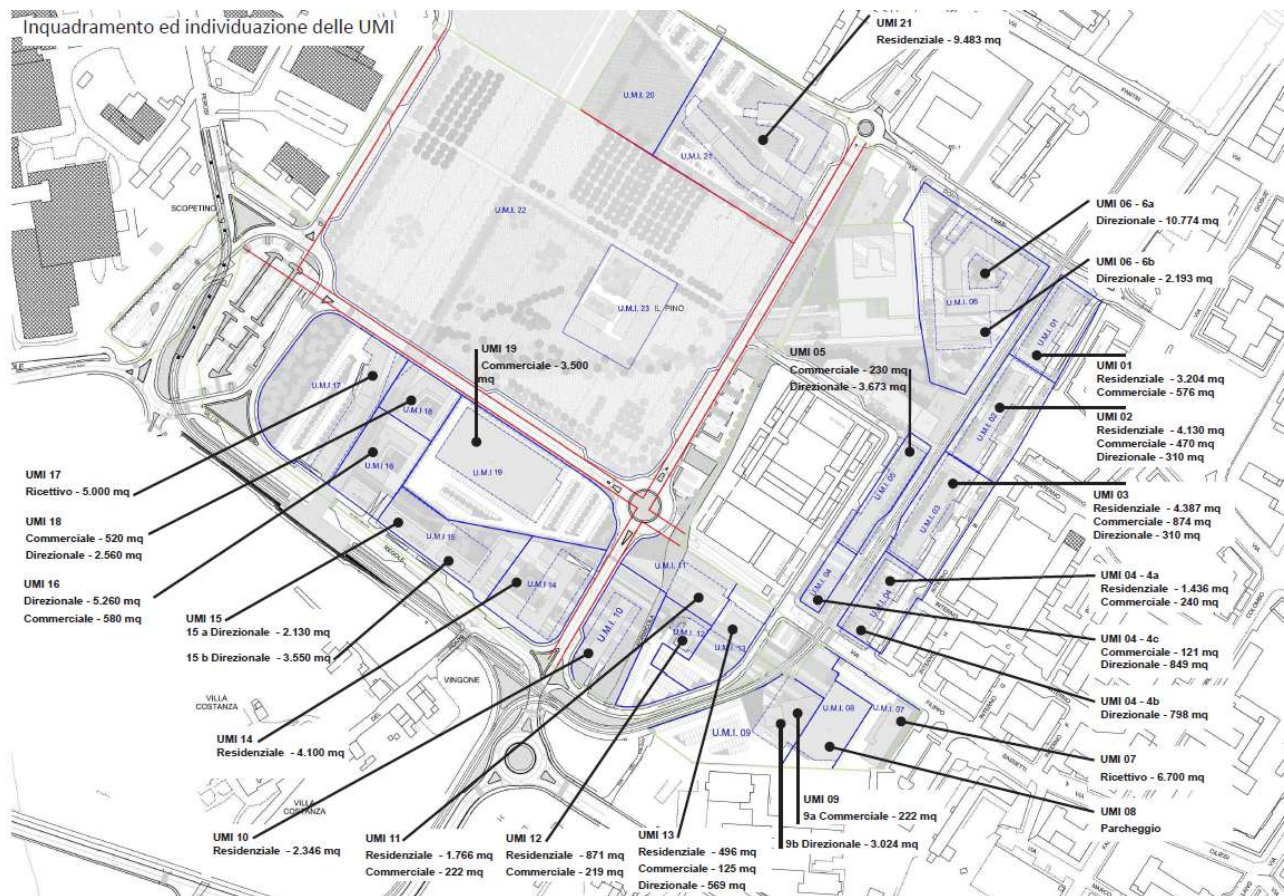 Inquadramento ed individuazione delle UMI
UMI 21
Residenziale - 9.483 mq
UMI 06 - 6a
Direzionale - 10.774 mq
UMI 06 - 6b
Direzionale - 2.193 mq
UMI 01
Residenziale - 3.204 mq
Commerciale - 576 mq
UMI 02
Residenziale - 4.130 mq
Commerciale - 470 mq
Direzionale - 310 mq
UMI 03
Residenziale - 4.387 mq
Commerciale - 874 mq
Direzionale - 310 mq
UMI 04 - 4a
Residenziale - 1.436 mq
Commerciale - 240 mq
UMI 04 - 4c
Commerciale - 121 mq
Direzionale - 849 mq
UMI 04 - 4b
Direzionale - 798 mq
UMI 07
Ricettivo - 6.700 mq
UMI 08
Parcheggio
UMI 05
Commerciale - 230 mq
Direzionale - 3.673 mq
UMI 19
Commerciale - 3.500
mq
UMI 17
Ricettivo - 5.000 mq
UMI 18
Commerciale - 520 mq
Direzionale - 2.560 mq
UMI 16
Direzionale - 5.260 mq
Commerciale - 580 mq
UMI 15
15 a Direzionale - 2.130 mq
15 b Direzionale - 3.550 mq
UMI 14
Residenziale - 4.100 mq
UMI 10
Residenziale - 2.346 mq
UMI 11
Residenziale - 1.766 mq
Commerciale - 222 mq
UMI 12
Residenziale - 871 mq
Commerciale - 219 mq
UMI 13
Residenziale - 496 mq
Commerciale - 125 mq
Direzionale - 569 mq
UMI 09
9a Commerciale - 222 mq
9b Direzionale - 3.024 mq
U.M.I. 20
U.M.I. 21
U.M.I. 22
U.M.I. 23
IL PINO
U.M.I. 06
U.M.I. 01
U.M.I. 02
U.M.I. 03
U.M.I. 04
U.M.I. 04
U.M.I. 05
U.M.I 17
U.M.I 18
U.M.I 16
U.M.I 19
U.M.I 15
U.M.I 14
U.M.I. 10
U.M.I. 11
U.M.I. 12
U.M.I. 13
U.M.I. 09
U.M.I. 08
U.M.I. 07
SCOPETINO
VINGONE
VILLA
COSTANZA
VILLA
COSTANZA
PANTIN
VIA
VIA
FILIPPO
SASSETTI
INTERNO
COLOMBO